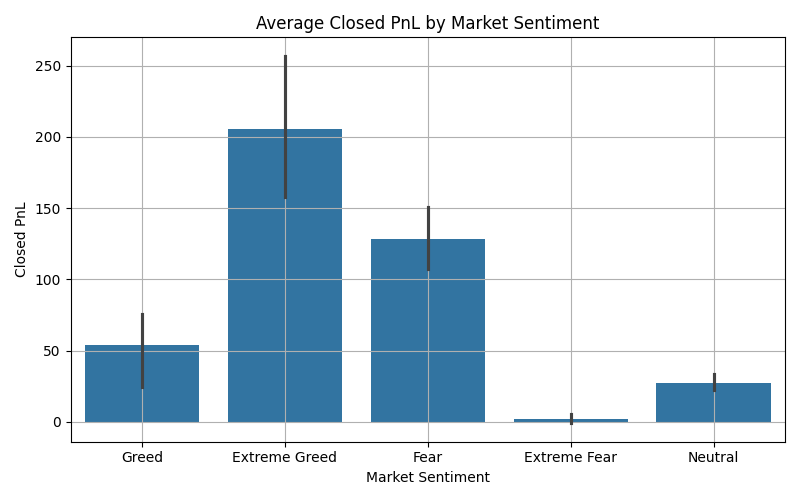 Average Closed PnL by Market Sentiment
Closed PnL
250
200
150
100
50
0
Greed
Extreme Greed
Fear
Extreme Fear
Neutral
Market Sentiment